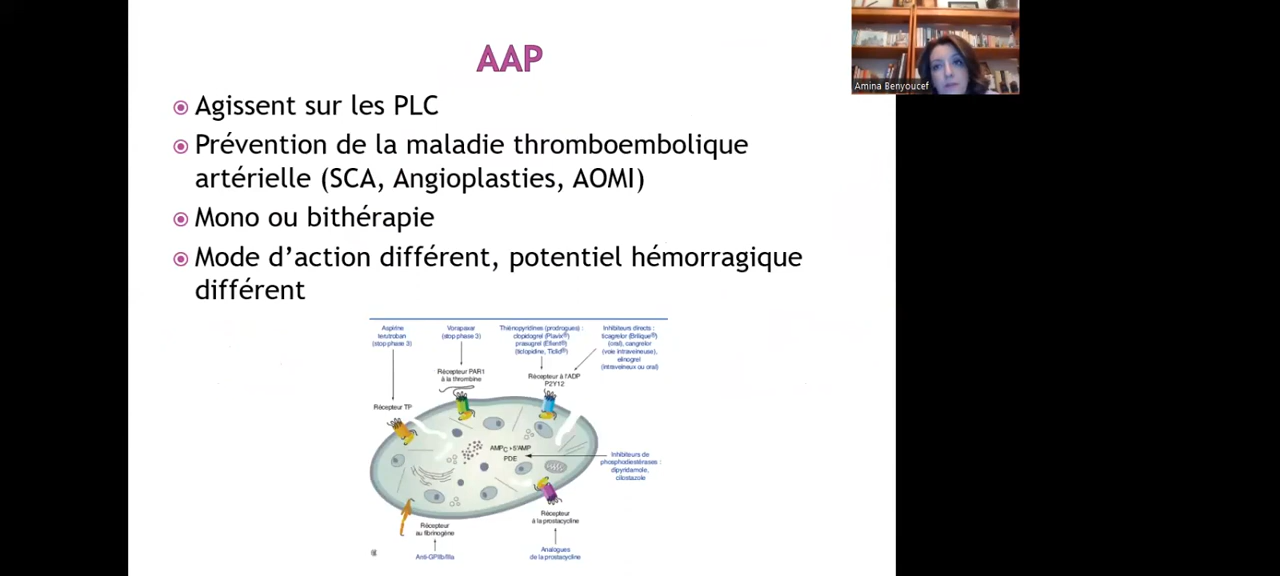 AAP
Amina Benyoucef
Agissent sur les PLC
Prévention de la maladie thromboembolique
artérielle (SCA, Angioplasties, AOMI)
Mono ou bithérapie
Mode d'action différent, potentiel hémorragique
différent
Aspirine
terutroban
(stop phase 3)
Vorapaxar
(stop phase 3)
Thiénopyridines (prodrogues) :
clopidogrel (Plavix®)
prasugrel (Efient®)
(ticlopidine, Ticlid®)
Inhibiteurs directs :
ticagrelor (Brilique®)
(oral), cangrelor
(voie intraveineuse),
elinogrel
(intraveineux ou oral)
Récepteur PAR1
à la thrombine
Récepteur à l'ADP
P2Y12
Récepteur TP
AMPC+5'AMP
PDE
Inhibiteurs de
phosphodiestérases :
dipyridamole,
cilostazole
Récepteur
à la prostacycline
Récepteur
au fibrinogène
Anti-GPIIb/IIIa
Analogues
de la prostacycline